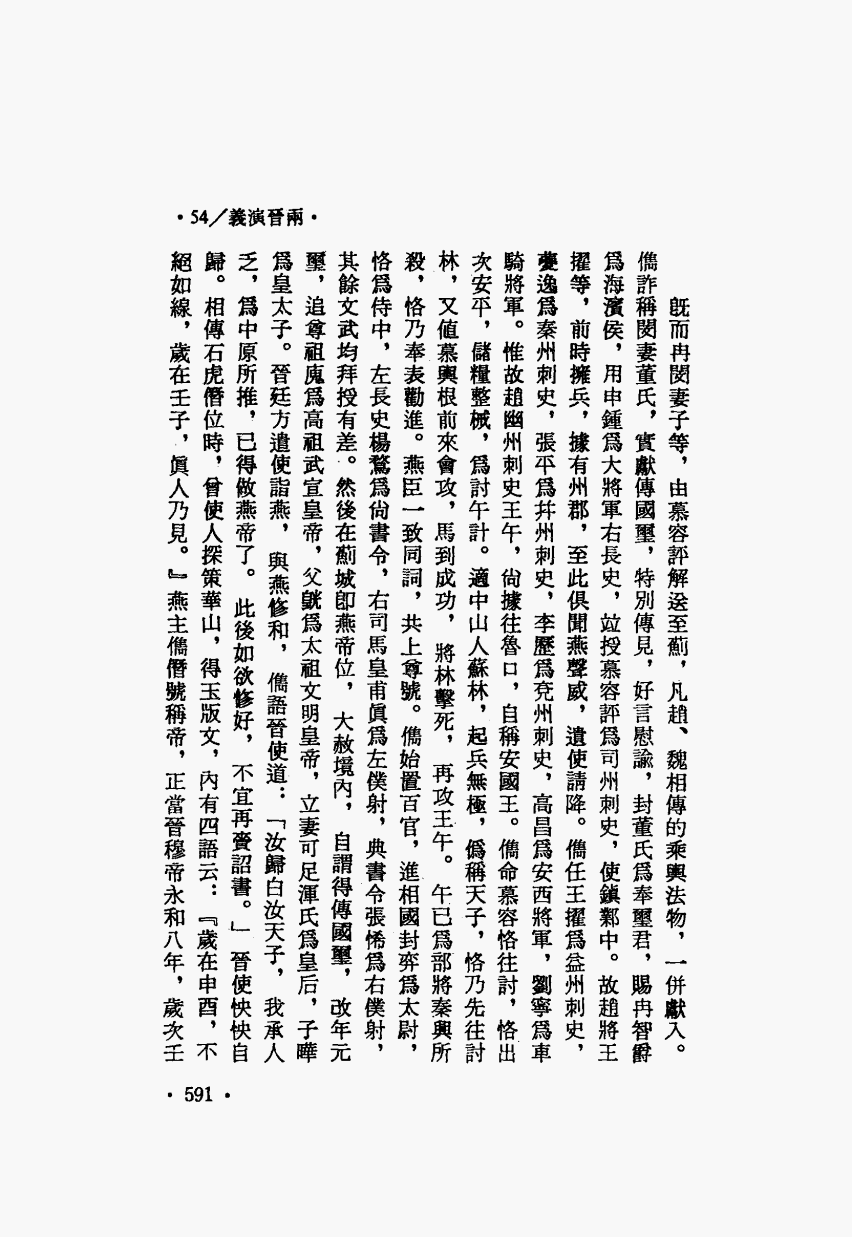 ・54／義演晉兩・
既而冉閔妻子等，由慕容評解送至薊，凡趙、魏相傳的乘輿法物，一併獻入。
儁詐稱閔妻董氏，實獻傳國璽，特別傳見，好言慰諭，封董氏爲奉璽君，賜冉智爵
爲海濱侯，用申鍾爲大將軍右長史，竝授慕容評爲司州刺史，使鎮鄴中。故趙將王
擢等，前時擁兵，據有州郡，至此俱聞燕聲威，遣使請降。儁任王擢爲益州刺史，
夔逸爲秦州刺史，張平爲幷州刺史，李歷爲兗州刺史，高昌爲安西將軍，劉寧爲車
騎將軍。惟故趙幽州刺史王午，尙據往魯口，自稱安國王。儁命慕容恪往討，恪出
次安平，儲糧整械，爲討午計。適中山人蘇林，起兵無極，僞稱天子，恪乃先往討
林，又値慕輿根前來會攻，馬到成功，將林擊死，再攻王午。午已爲部將秦興所
殺，恪乃奉表勸進。燕臣一致同詞，共上尊號。儁始置百官，進相國封弈爲太尉，
恪爲侍中，左長史楊鶩爲尙書令，右司馬皇甫眞爲左僕射，典書令張悕爲右僕射，
其餘文武均拜授有差。然後在薊城卽燕帝位，大赦境內，自謂得傳國璽，改年元
璽，追尊祖廆爲高祖武宣皇帝，父皝爲太祖文明皇帝，立妻可足渾氏爲皇后，子曄
爲皇太子。晉廷方遣使詣燕，與燕修和，儁語晉使道：「汝歸白汝天子，我承人
乏，爲中原所推，已得做燕帝了。此後如欲修好，不宜再賫詔書。」晉使怏怏自
歸。相傳石虎僭位時，曾使人探策華山，得玉版文，內有四語云：『歲在申酉，不
絕如線，歲在壬子，眞人乃見。』燕主儁僭號稱帝，正當晉穆帝永和八年，歲次壬
・591・